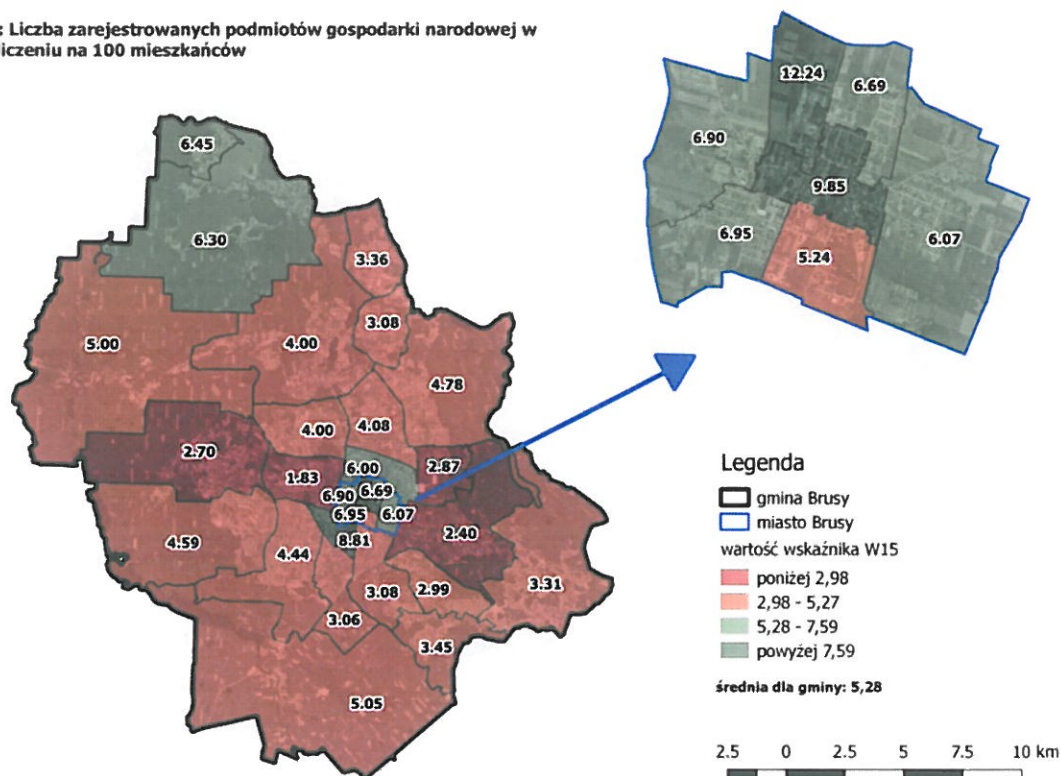 : Liczba zarejestrowanych podmiotów gospodarki narodowej w
liczeniu na 100 mieszkańców
12.24
6.69
6.90
9.85
6.95
6.07
5.24
6.45
6.30
3.36
3.08
5.00
4.00
4.78
4.00
4.08
2.70
6.00
2.87
1.83
6.90
6.69
6.95
6.07
8.81
2.40
4.59
4.44
3.08
2.99
3.31
3.06
3.45
5.05
Legenda
gmina Brusy
miasto Brusy
wartość wskaźnika W15
poniżej 2,98
2,98 - 5,27
5,28 - 7,59
powyżej 7,59
średnia dla gminy: 5,28
2.5 0 2.5 5 7.5 10 km